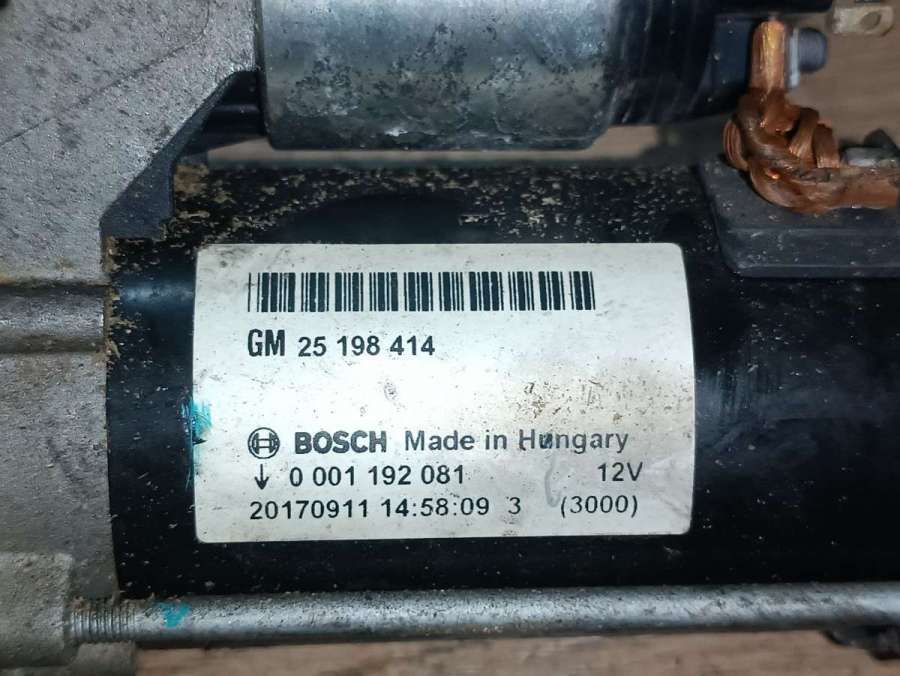 GM 25 198 414
BOSCH Made in Hungary
↓ 0 001 192 081 12V
20170911 14:58:09 3 (3000)